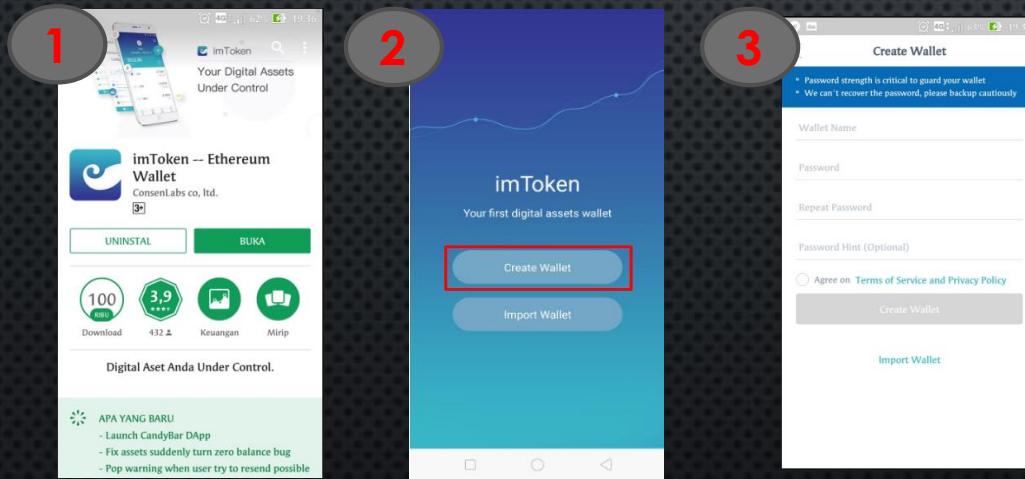 1
62% 19.36
imToken
Your Digital Assets
Under Control
imToken -- Ethereum
Wallet
ConsenLabs co, ltd.
3+
UNINSTAL
BUKA
100
RIBU
Download
3,9
432
Keuangan
Mirip
Digital Aset Anda Under Control.
APA YANG BARU
- Launch CandyBar DApp
- Fix assets suddenly turn zero balance bug
- Pop warning when user try to resend possible
2
imToken
Your first digital assets wallet
Create Wallet
Import Wallet
3
Create Wallet
* Password strength is critical to guard your wallet
* We can't recover the password, please backup cautiously
Wallet Name
Password
Repeat Password
Password Hint (Optional)
Agree on Terms of Service and Privacy Policy
Create Wallet
Import Wallet